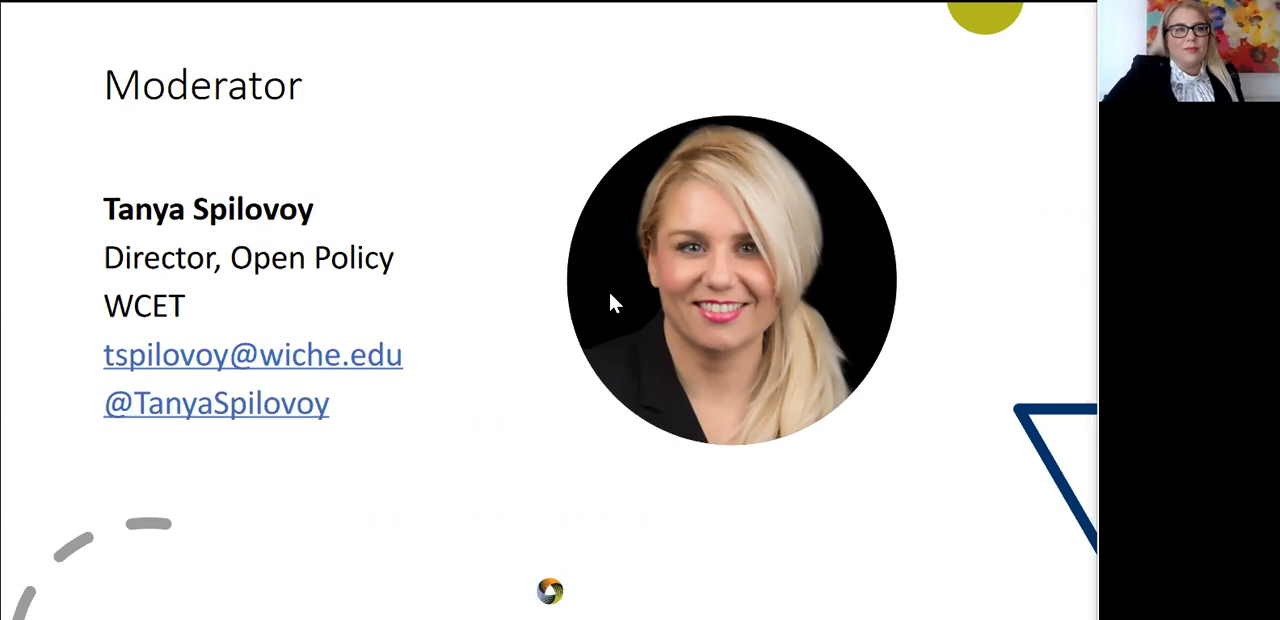 Moderator
Tanya Spilovoy
Director, Open Policy
WCET
tspilovoy@wiche.edu
@TanyaSpilovoy